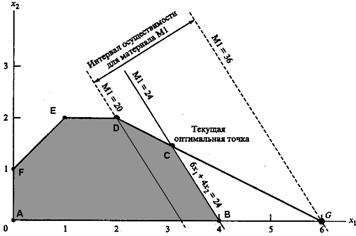 x₂
Интервал осуществимости
для материала M1
M1 = 36
M1 = 20
M1 = 24
3
E
2
D
Текущая
оптимальная точка
C
6x₁ + 4x₂ = 24
1
F
A
B
G
x₁
0
0
1
2
3
4
5
6